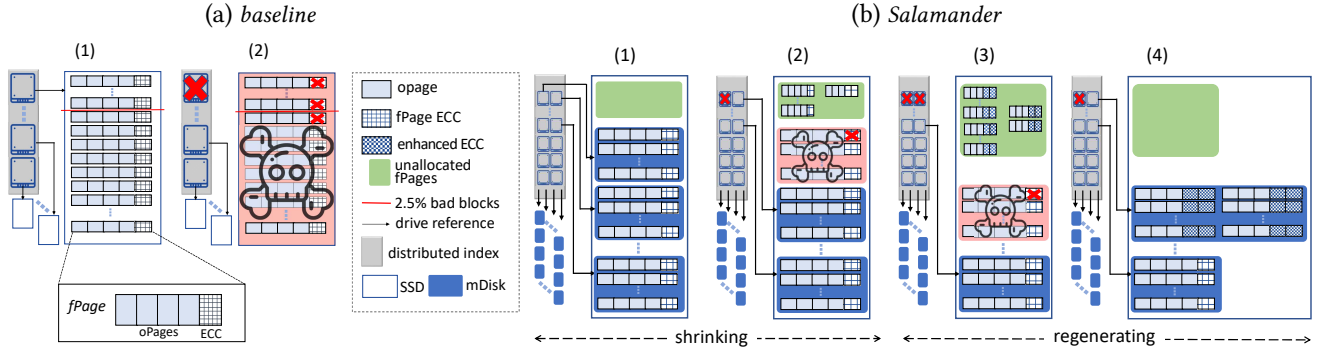 (a) baseline
(b) Salamander
(1)
(2)
opage
fPage ECC
enhanced ECC
unallocated
fPages
2.5% bad blocks
drive reference
distributed index
SSD
mDisk
fPage
oPages
ECC
(1)
(2)
(3)
(4)
shrinking
regenerating